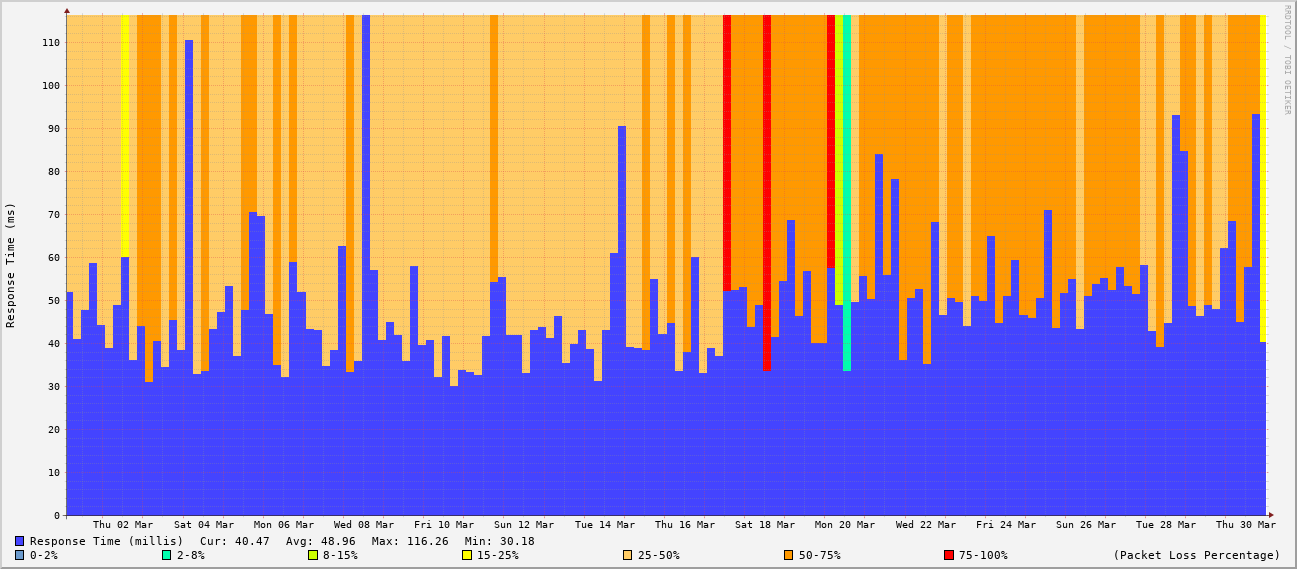 RRDTOOL / TOBI OETIKER
Response Time (ms)
110
100
90
80
70
60
50
40
30
20
10
0
Thu 02 Mar Sat 04 Mar Mon 06 Mar Wed 08 Mar Fri 10 Mar Sun 12 Mar Tue 14 Mar Thu 16 Mar Sat 18 Mar Mon 20 Mar Wed 22 Mar Fri 24 Mar Sun 26 Mar Tue 28 Mar Thu 30 Mar
Response Time (millis) Cur: 40.47 Avg: 48.96 Max: 116.26 Min: 30.18
0-2% 2-8% 8-15% 15-25% 25-50% 50-75% 75-100% (Packet Loss Percentage)